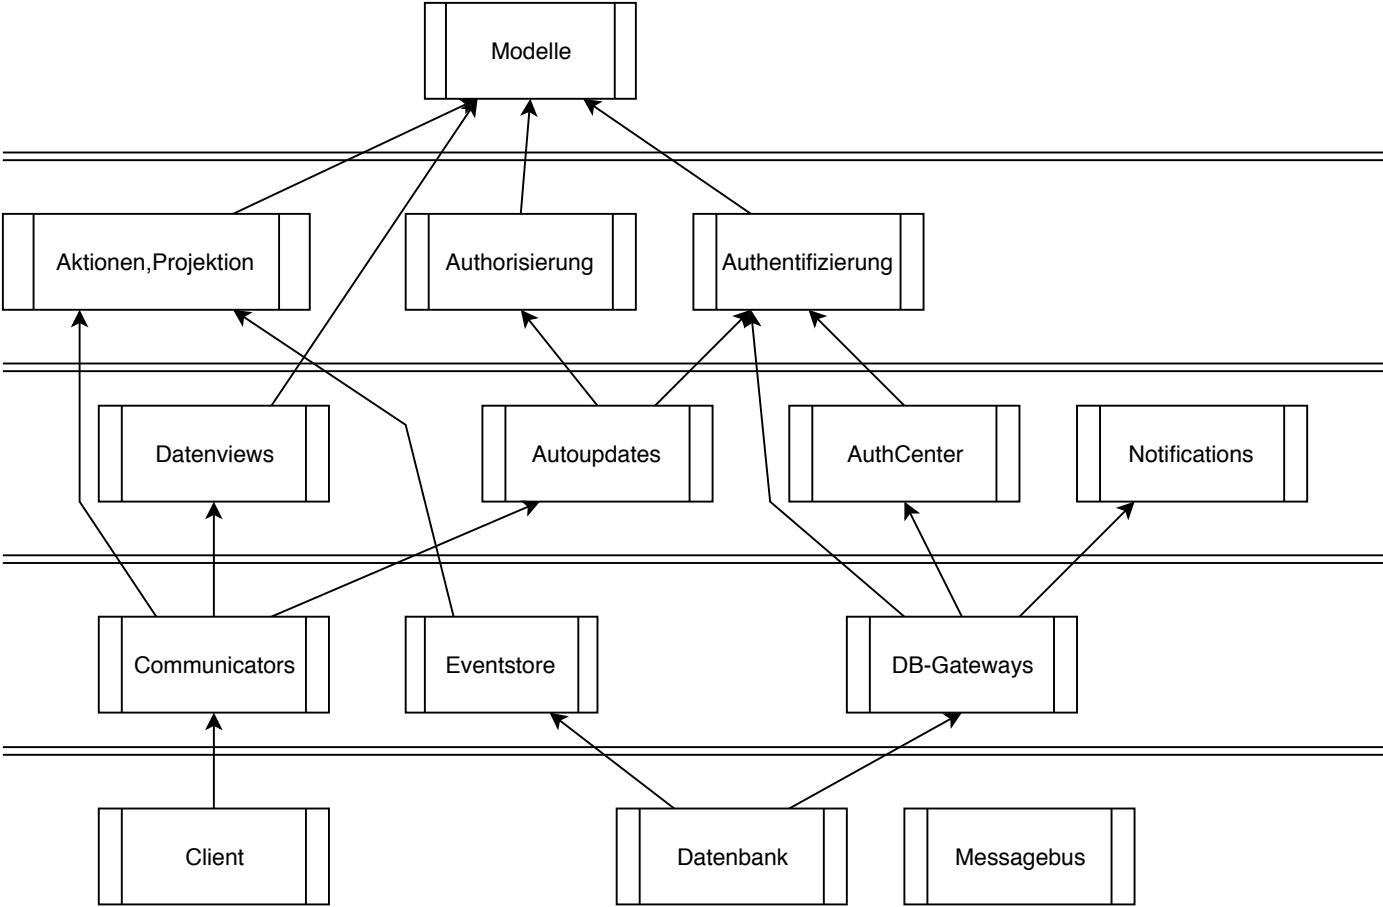 Modelle
Aktionen,Projektion
Authorisierung
Authentifizierung
Datenviews
Autoupdates
AuthCenter
Notifications
Communicators
Eventstore
DB-Gateways
Client
Datenbank
Messagebus